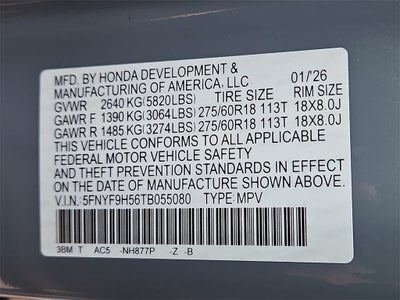 MFD. BY HONDA DEVELOPMENT &
MANUFACTURING OF AMERICA, LLC 01/'26
GVWR 2640 KG(5820LBS) TIRE SIZE RIM SIZE
GAWR F 1390 KG(3064LBS) 275/60R18 113T 18X8.0J
GAWR R 1485 KG(3274LBS) 275/60R18 113T 18X8.0J
THIS VEHICLE CONFORMS TO ALL APPLICABLE
FEDERAL MOTOR VEHICLE SAFETY
AND THEFT PREVENTION STANDARDS IN EFFECT ON
THE DATE OF MANUFACTURE SHOWN ABOVE.
V.I.N.: 5FNYF9H56TB055080 TYPE: MPV
3BM T AC5 -NH877P -Z -B